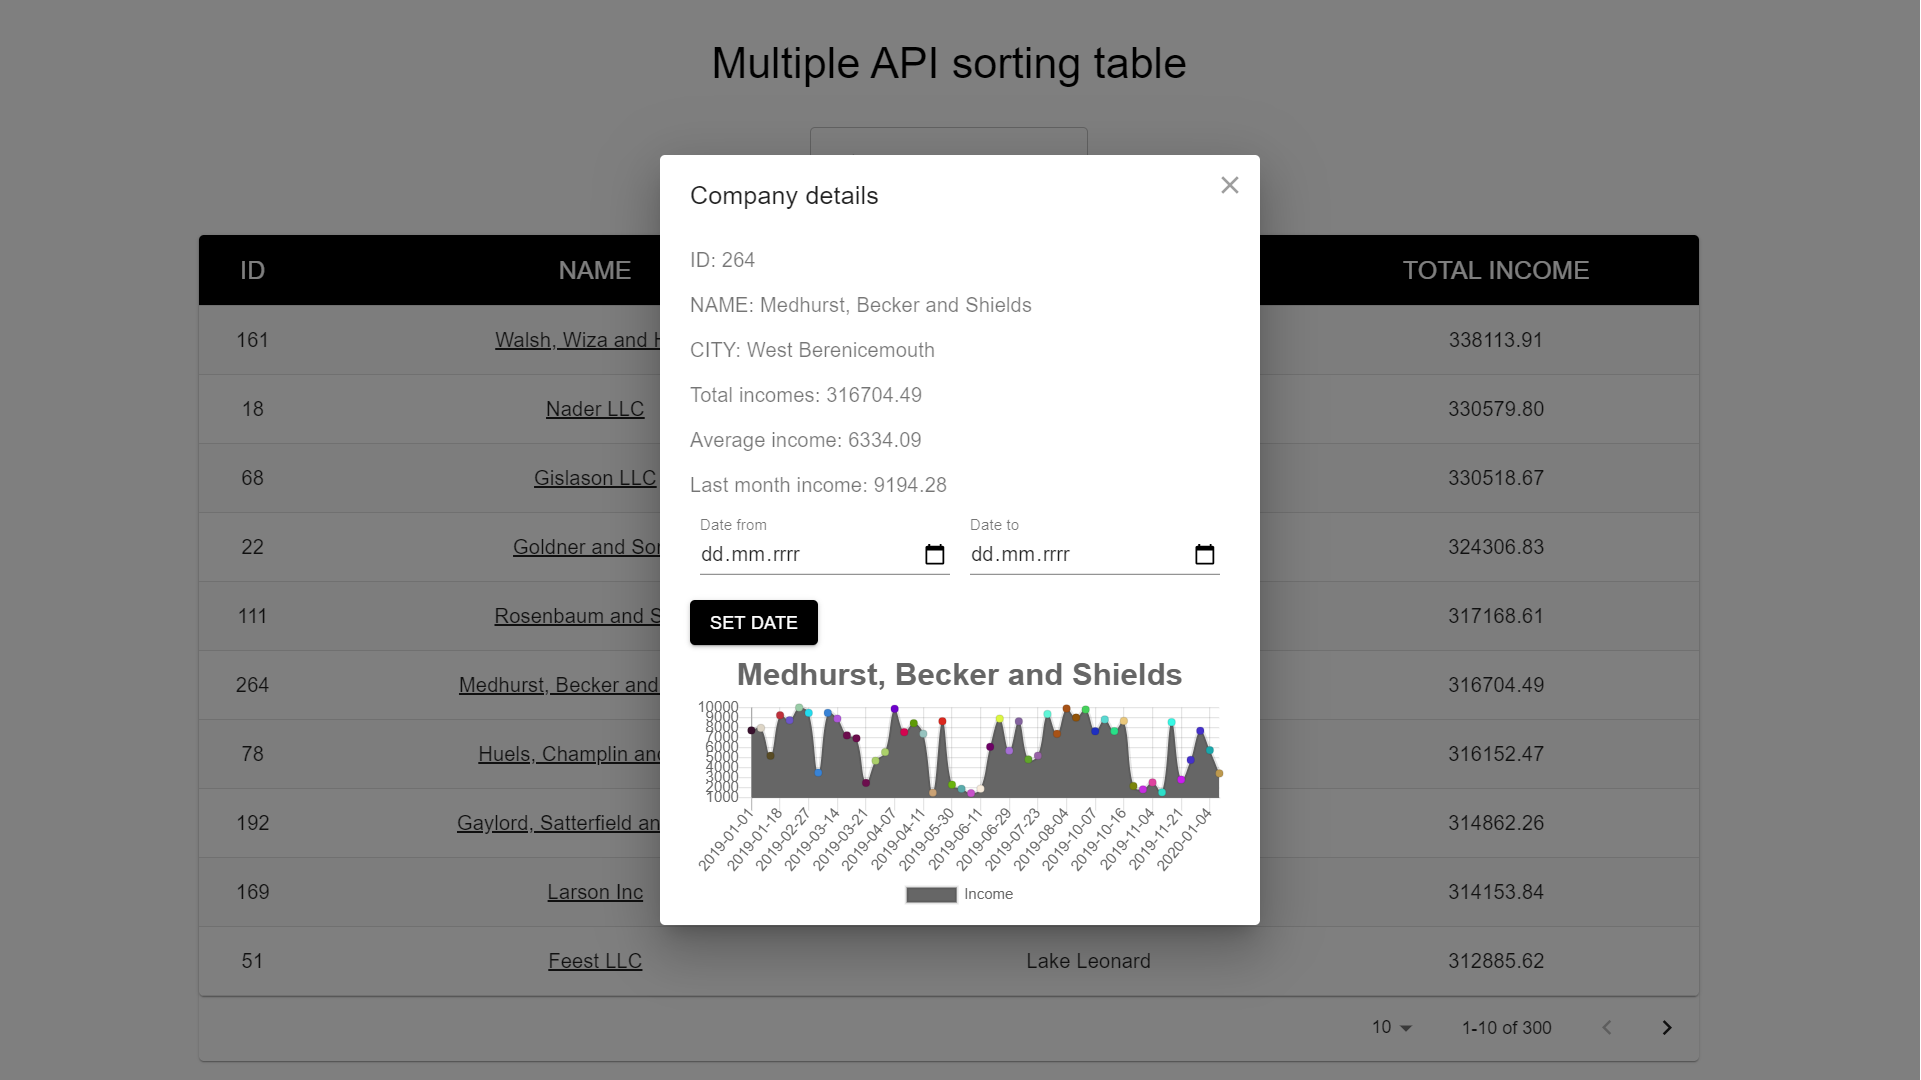 Multiple API sorting table
Company details
ID: 264
NAME: Medhurst, Becker and Shields
CITY: West Berenicemouth
Total incomes: 316704.49
Average income: 6334.09
Last month income: 9194.28
Date from
Date to
dd.mm.rrrr
dd.mm.rrrr
SET DATE
Medhurst, Becker and Shields
10000
9000
8000
7000
6000
5000
4000
3000
2000
1000
2019-01-01
2019-01-18
2019-02-27
2019-03-14
2019-03-21
2019-04-07
2019-04-11
2019-05-30
2019-06-11
2019-06-29
2019-07-23
2019-08-04
2019-10-07
2019-10-16
2019-11-04
2019-11-21
2020-01-04
Income
ID NAME TOTAL INCOME
161 Walsh, Wiza and 338113.91
18 Nader LLC 330579.80
68 Gislason LLC 330518.67
22 Goldner and 324306.83
111 Rosenbaum and 317168.61
264 Medhurst, Becker and 316704.49
78 Huels, Champlin 316152.47
192 Gaylord, Satterfield 314862.26
169 Larson Inc 314153.84
51 Feest LLC Lake Leonard 312885.62
10 1-10 of 300